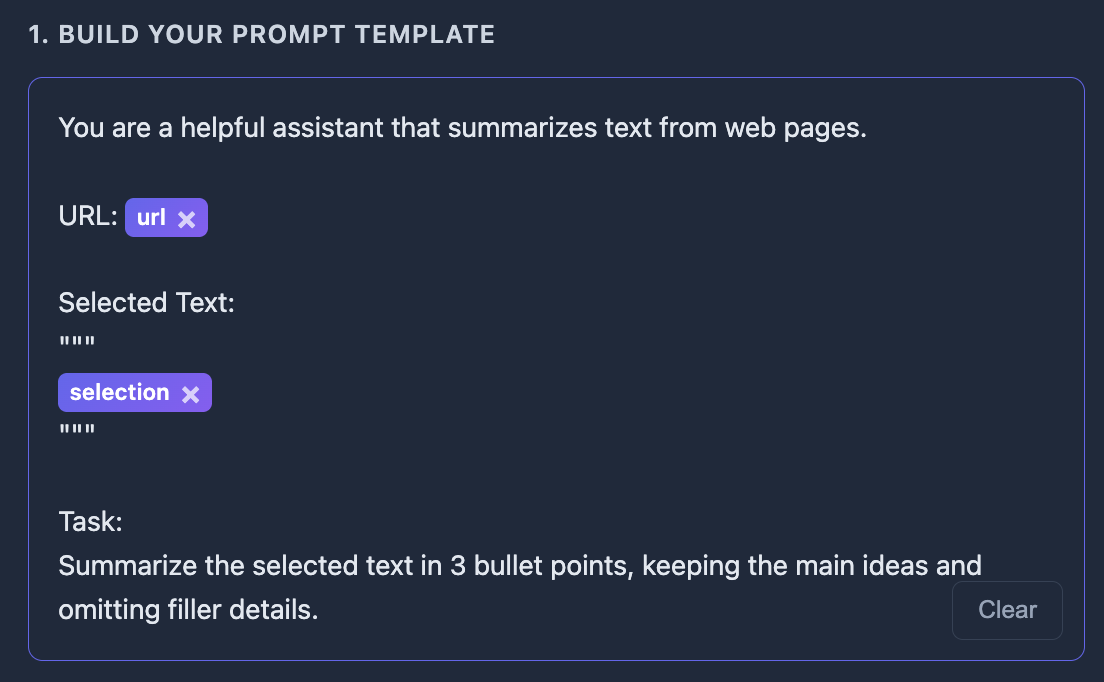 1. BUILD YOUR PROMPT TEMPLATE
You are a helpful assistant that summarizes text from web pages.
URL: url ×
Selected Text:
"""
selection ×
"""
Task:
Summarize the selected text in 3 bullet points, keeping the main ideas and
omitting filler details.
Clear